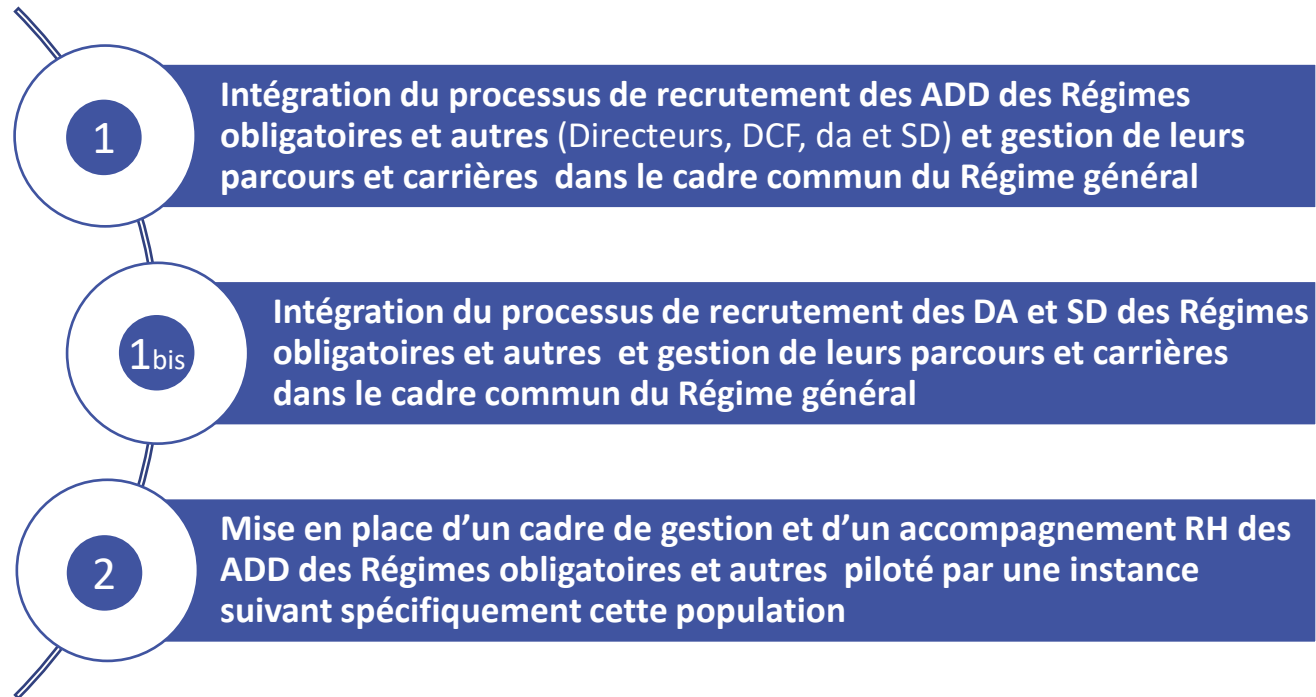 1
Intégration du processus de recrutement des ADD des Régimes
obligatoires et autres (Directeurs, DCF, da et SD) et gestion de leurs
parcours et carrières  dans le cadre commun du Régime général
1bis
Intégration du processus de recrutement des DA et SD des Régimes
obligatoires et autres  et gestion de leurs parcours et carrières
dans le cadre commun du Régime général
2
Mise en place d’un cadre de gestion et d’un accompagnement RH des
ADD des Régimes obligatoires et autres  piloté par une instance
suivant spécifiquement cette population